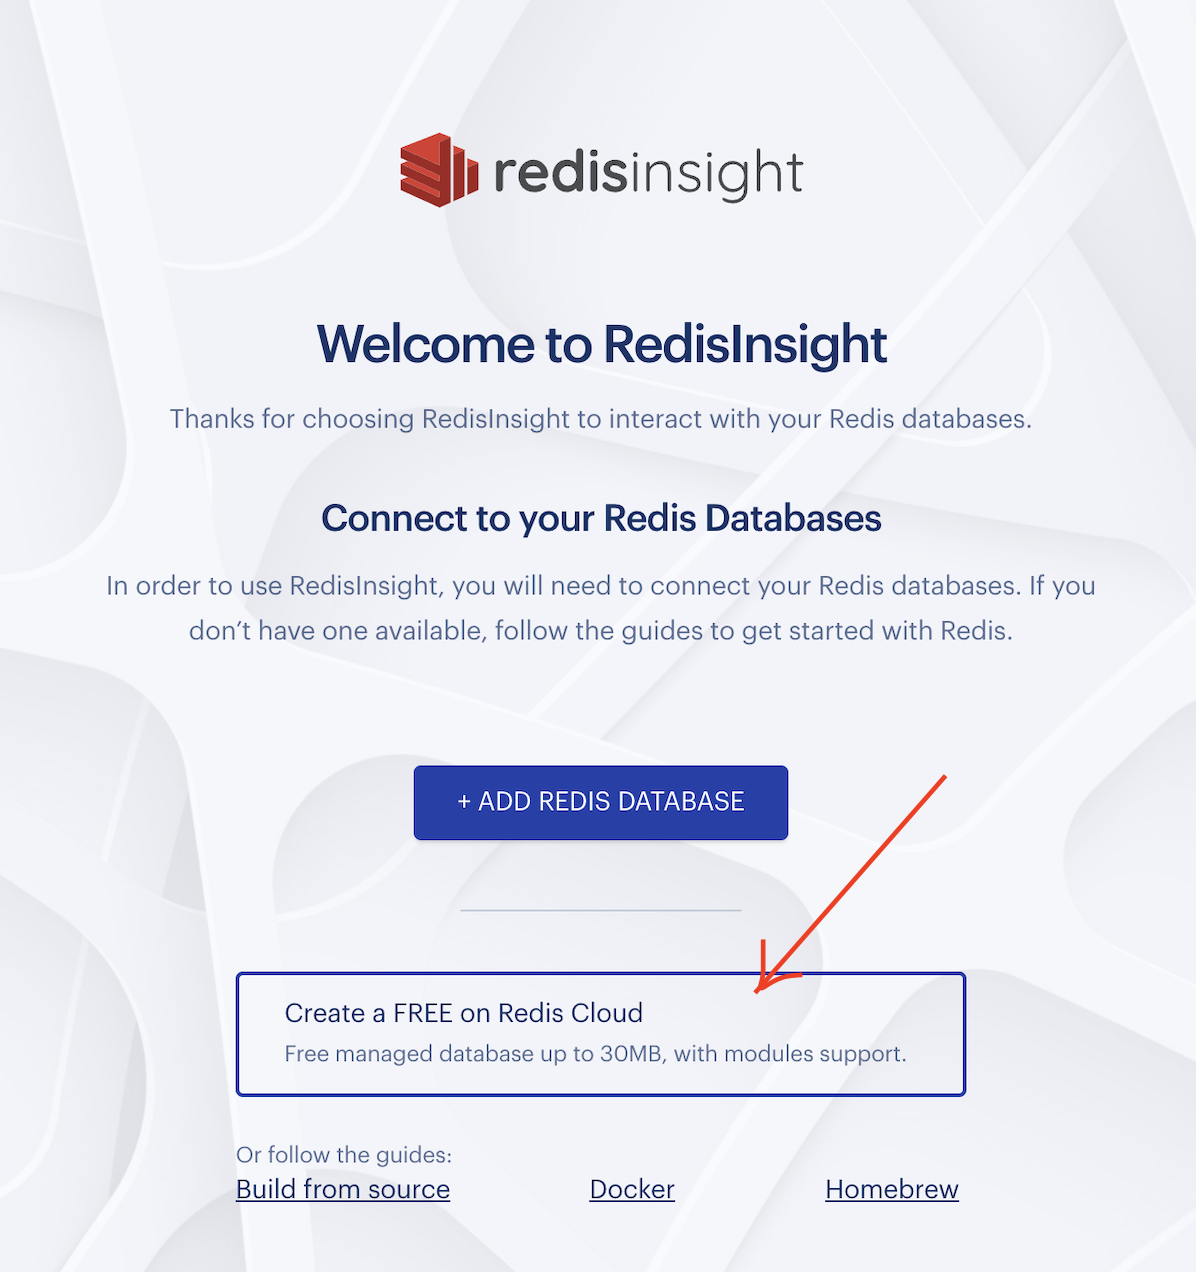 redisinsight
Welcome to RedisInsight
Thanks for choosing RedisInsight to interact with your Redis databases.
Connect to your Redis Databases
In order to use RedisInsight, you will need to connect your Redis databases. If you
don’t have one available, follow the guides to get started with Redis.
+ ADD REDIS DATABASE
Create a FREE on Redis Cloud
Free managed database up to 30MB, with modules support.
Or follow the guides:
Build from source Docker Homebrew